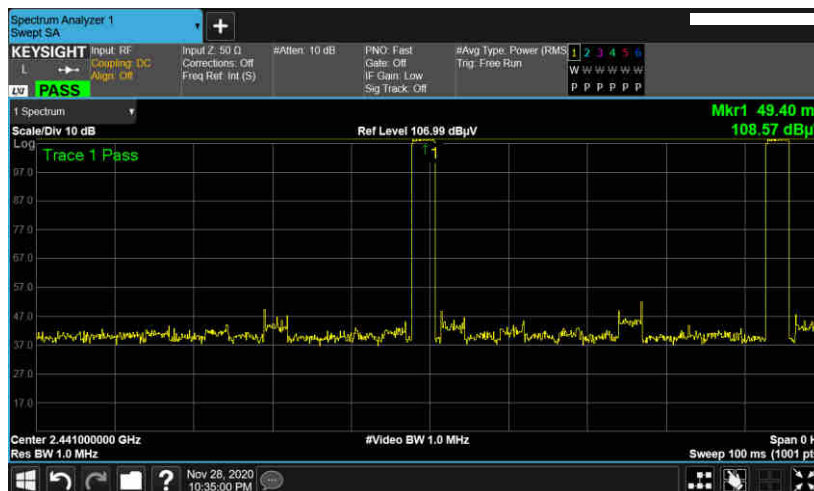 Spectrum Analyzer 1
Swept SA
KEYSIGHT Input: RF Input Z: 50 Ω #Atten: 10 dB PNO: Fast #Avg Type: Power (RMS 1 2 3 4 5 6
L Coupling: DC Corrections: Off Gate: Off Trig: Free Run
Align: Off Freq Ref: Int (S) IF Gain: Low W W W W W W
LXI PASS Sig Track: Off P P P P P P
1 Spectrum Mkr1 49.40 m
Scale/Div 10 dB Ref Level 106.99 dBµV 108.57 dBµ
Log
Trace 1 Pass
1
97.0
87.0
77.0
67.0
57.0
47.0
37.0
27.0
17.0
Center 2.441000000 GHz #Video BW 1.0 MHz Span 0 H
Res BW 1.0 MHz Sweep 100 ms (1001 pt
? Nov 28, 2020
10:35:00 PM